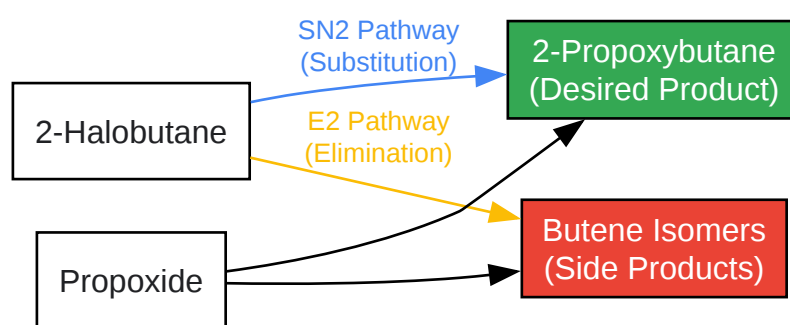 SN2 Pathway
(Substitution)
2-Propoxybutane
(Desired Product)
2-Halobutane
E2 Pathway
(Elimination)
Butene Isomers
(Side Products)
Propoxide